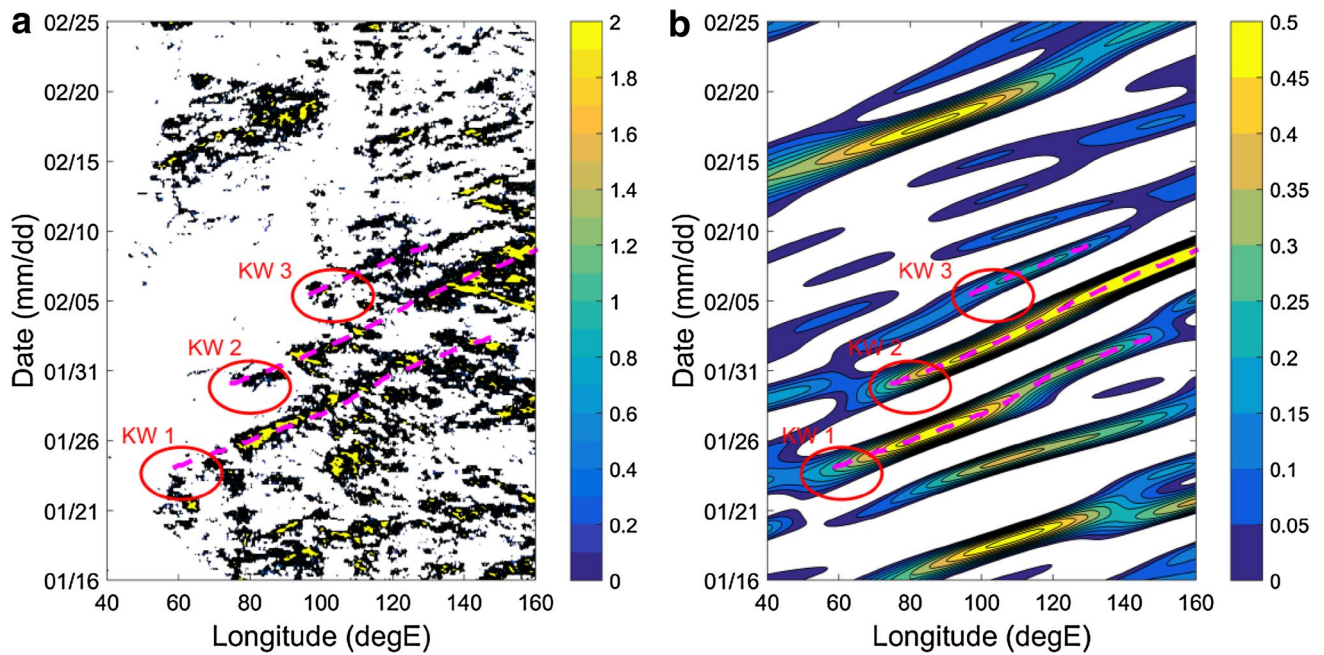 a
02/25
02/20
02/15
02/10
02/05
01/31
01/26
01/21
01/16
Date (mm/dd)
40 60 80 100 120 140 160
Longitude (degE)
KW 3
KW 2
KW 1
2
1.8
1.6
1.4
1.2
1
0.8
0.6
0.4
0.2
0
b
02/25
02/20
02/15
02/10
02/05
01/31
01/26
01/21
01/16
Date (mm/dd)
40 60 80 100 120 140 160
Longitude (degE)
KW 3
KW 2
KW 1
0.5
0.45
0.4
0.35
0.3
0.25
0.2
0.15
0.1
0.05
0